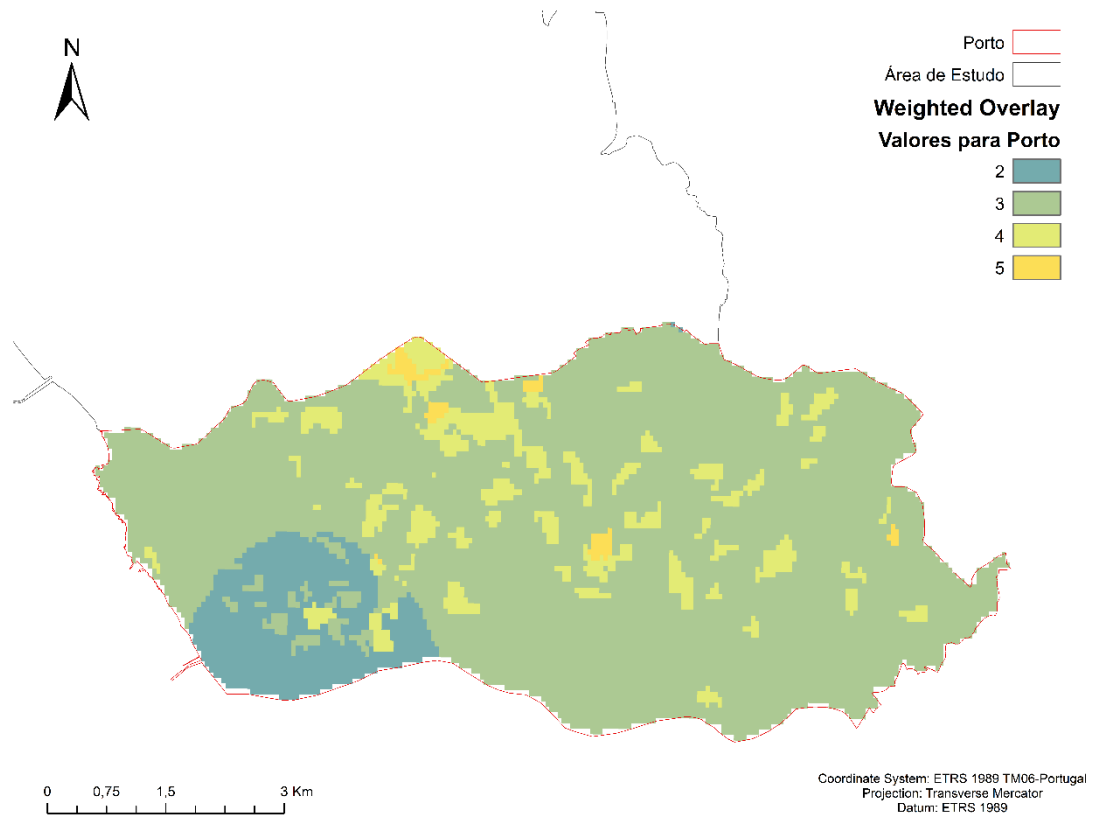 N
Porto
Área de Estudo
Weighted Overlay
Valores para Porto
2
3
4
5
0 0,75 1,5 3 Km
Coordinate System: ETRS 1989 TM06-Portugal
Projection: Transverse Mercator
Datum: ETRS 1989